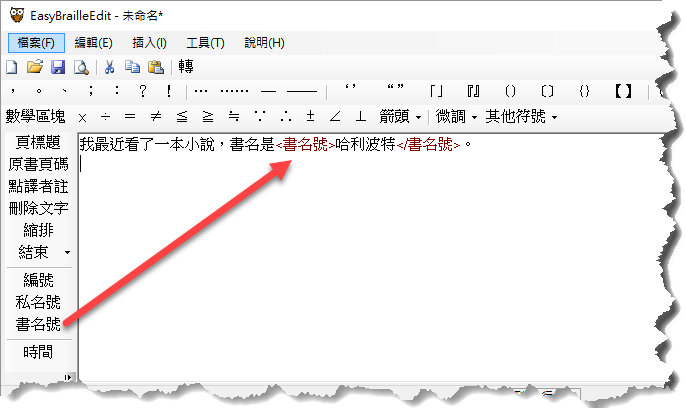 EasyBrailleEdit - 未命名*
檔案(F) 編輯(E) 插入(I) 工具(T) 說明(H)
轉
， 。 、 ； ： ？ ！ … …… — —— ‘’ “” 「」 『』 （） 〔〕 ｛｝ 【】
數學區塊 × ÷ = ≠ ≦ ≧ ≒ ∵ ∴ ± ∠ ⊥ 箭頭 微調 其他符號
頁標題
原書頁碼
點譯者註
刪除文字
縮排
結束
編號
私名號
書名號
時間
我最近看了一本小說，書名是<書名號>哈利波特</書名號>。